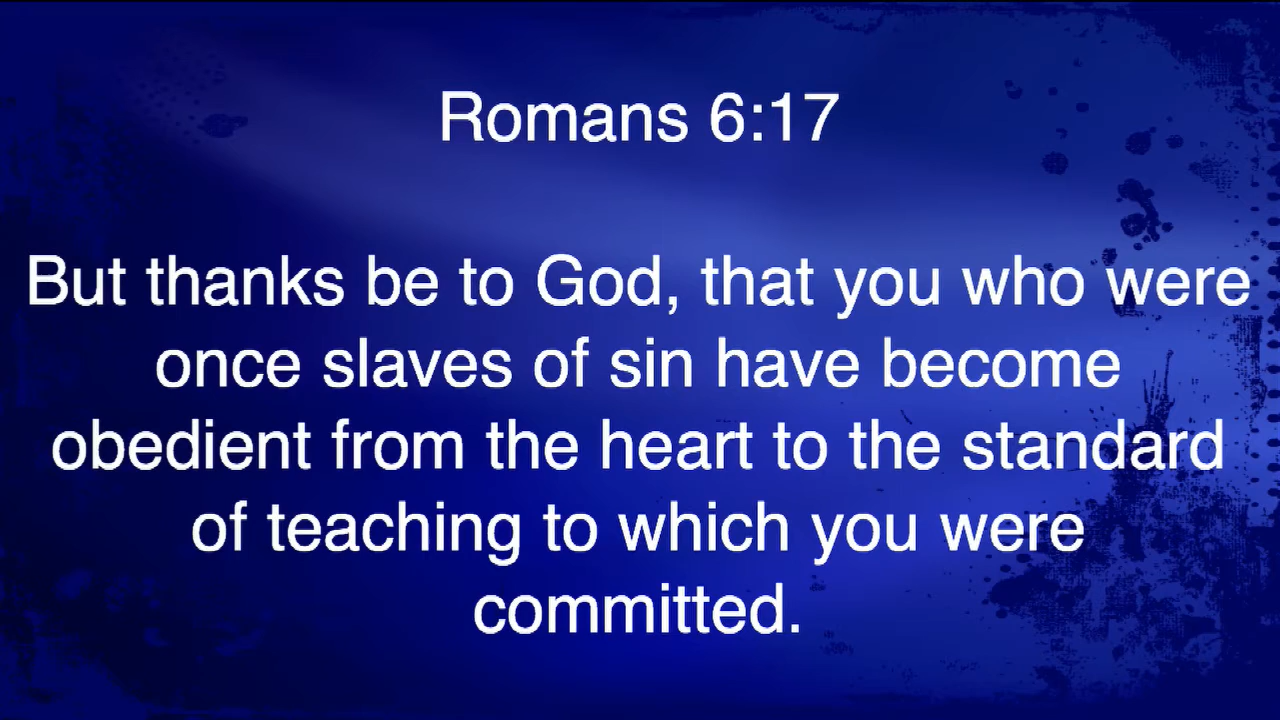 Romans 6:17
But thanks be to God, that you who were
once slaves of sin have become
obedient from the heart to the standard
of teaching to which you were
committed.